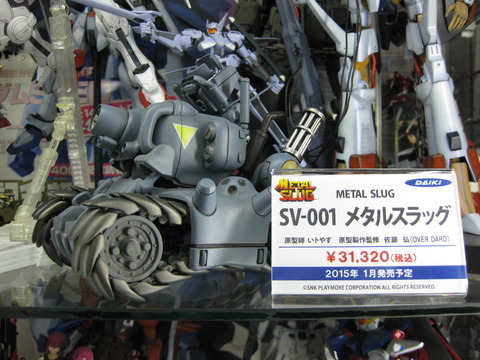 METAL SLUG
METAL SLUG
DAIKI
SV-001 メタルスラッグ
原型師 いトやす 原型製作監修 佐藤 弘(OVER DARD)
¥31,320(税込)
2015年 1月発売予定
©SNK PLAYMORE CORPORATION ALL RIGHTS RESERVED.